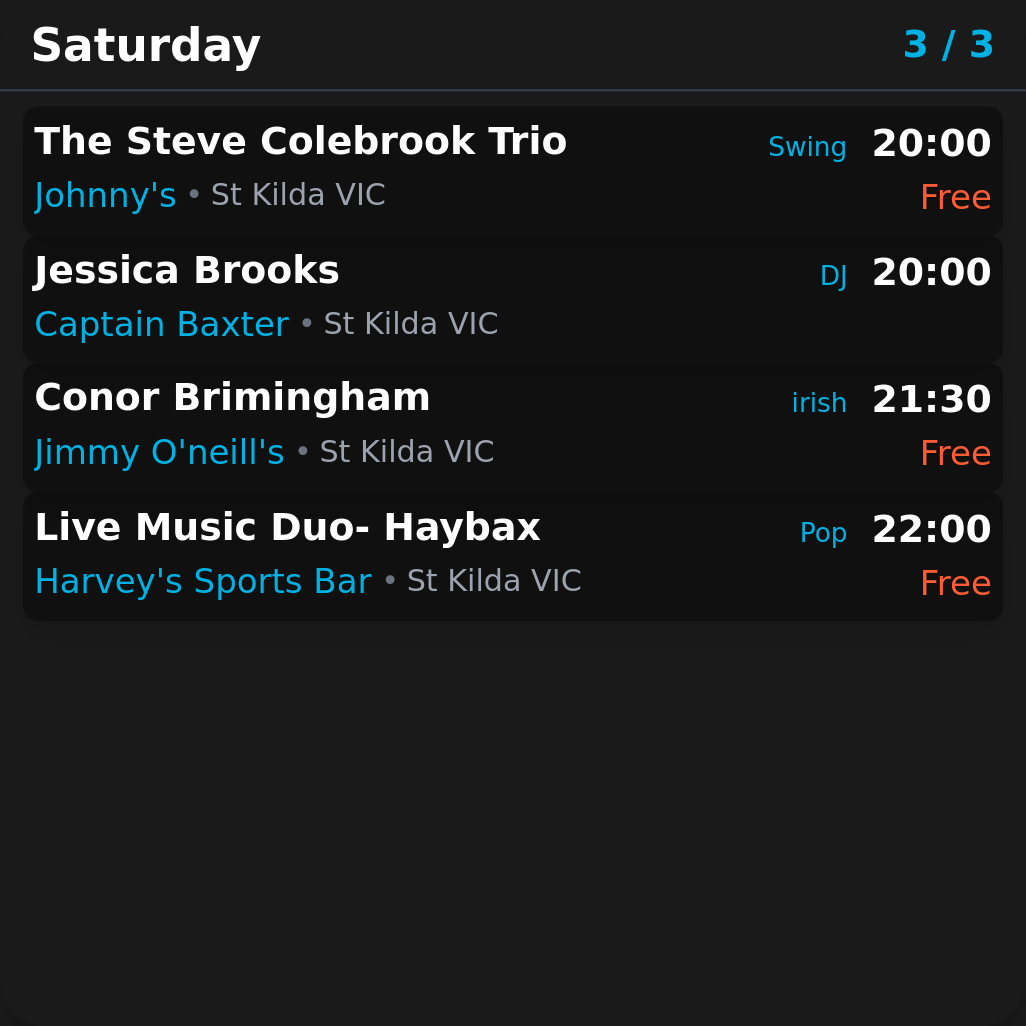 Saturday 3 / 3
The Steve Colebrook Trio Swing 20:00
Johnny's • St Kilda VIC Free
Jessica Brooks DJ 20:00
Captain Baxter • St Kilda VIC
Conor Brimingham irish 21:30
Jimmy O'neill's • St Kilda VIC Free
Live Music Duo- Haybax Pop 22:00
Harvey's Sports Bar • St Kilda VIC Free